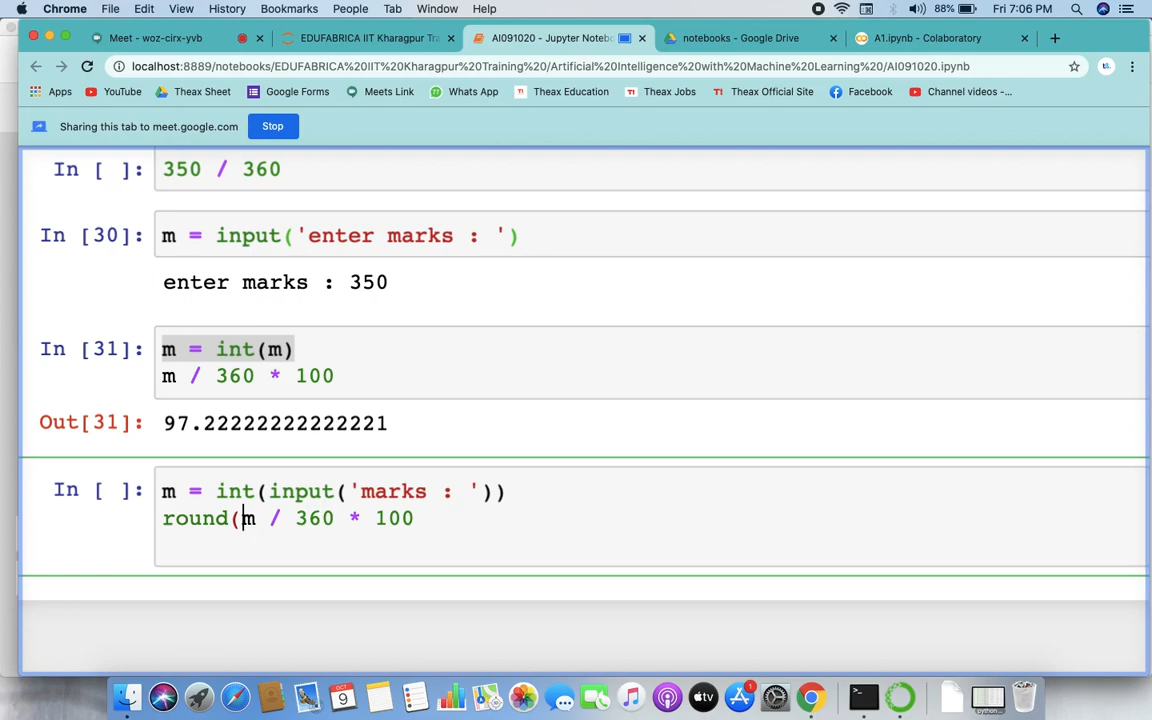 Chrome File Edit View History Bookmarks People Tab Window Help 88% Fri 7:06 PM
Meet - woz-cirx-yvb EDUFABRICA IIT Kharagpur Tra AI091020 - Jupyter Notebo notebooks - Google Drive A1.ipynb - Colaboratory
localhost:8889/notebooks/EDUFABRICA%20IIT%20Kharagpur%20Training%20/Artificial%20Intelligence%20with%20Machine%20Learning%20/AI091020.ipynb
Apps YouTube Theax Sheet Google Forms Meets Link Whats App Theax Education Theax Jobs Theax Official Site Facebook Channel videos -...
Sharing this tab to meet.google.com Stop
In [ ]: 350 / 360
In [30]: m = input('enter marks : ')
enter marks : 350
In [31]: m = int(m)
m / 360 * 100
Out[31]: 97.22222222222221
In [ ]: m = int(input('marks : '))
round(m / 360 * 100
OCT
9
1